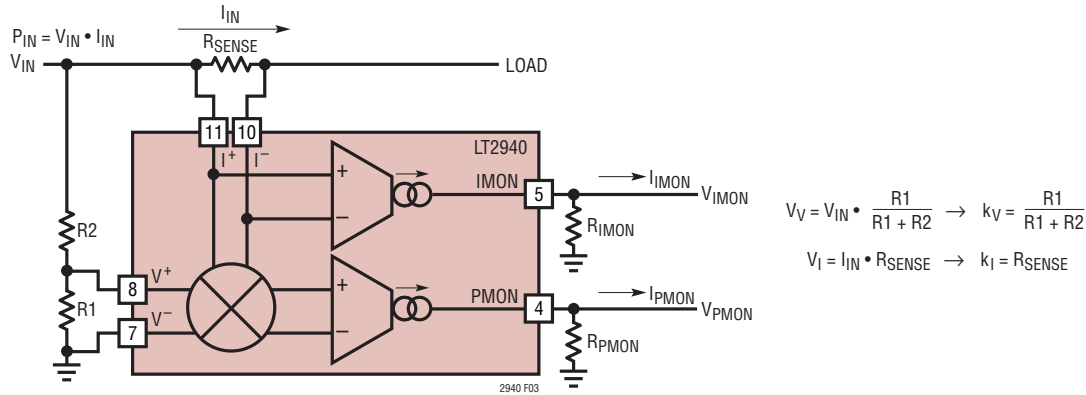 I_IN
P_IN = V_IN • I_IN
R_SENSE
V_IN
LOAD
11
10
LT2940
I+
I−
+
IMON
5
I_IMON
V_IMON
−
R_IMON
R2
8
V+
R1
7
V−
+
PMON
4
I_PMON
V_PMON
−
R_PMON
2940 F03
V_V = V_IN • R1 / (R1 + R2) → k_V = R1 / (R1 + R2)
V_I = I_IN • R_SENSE → k_I = R_SENSE